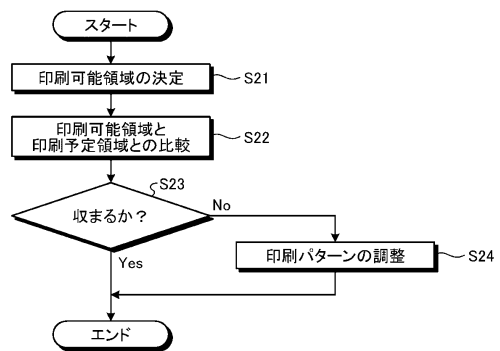 スタート
印刷可能領域の決定
S21
印刷可能領域と
印刷予定領域との比較
S22
S23
収まるか？
No
Yes
印刷パターンの調整
S24
エンド